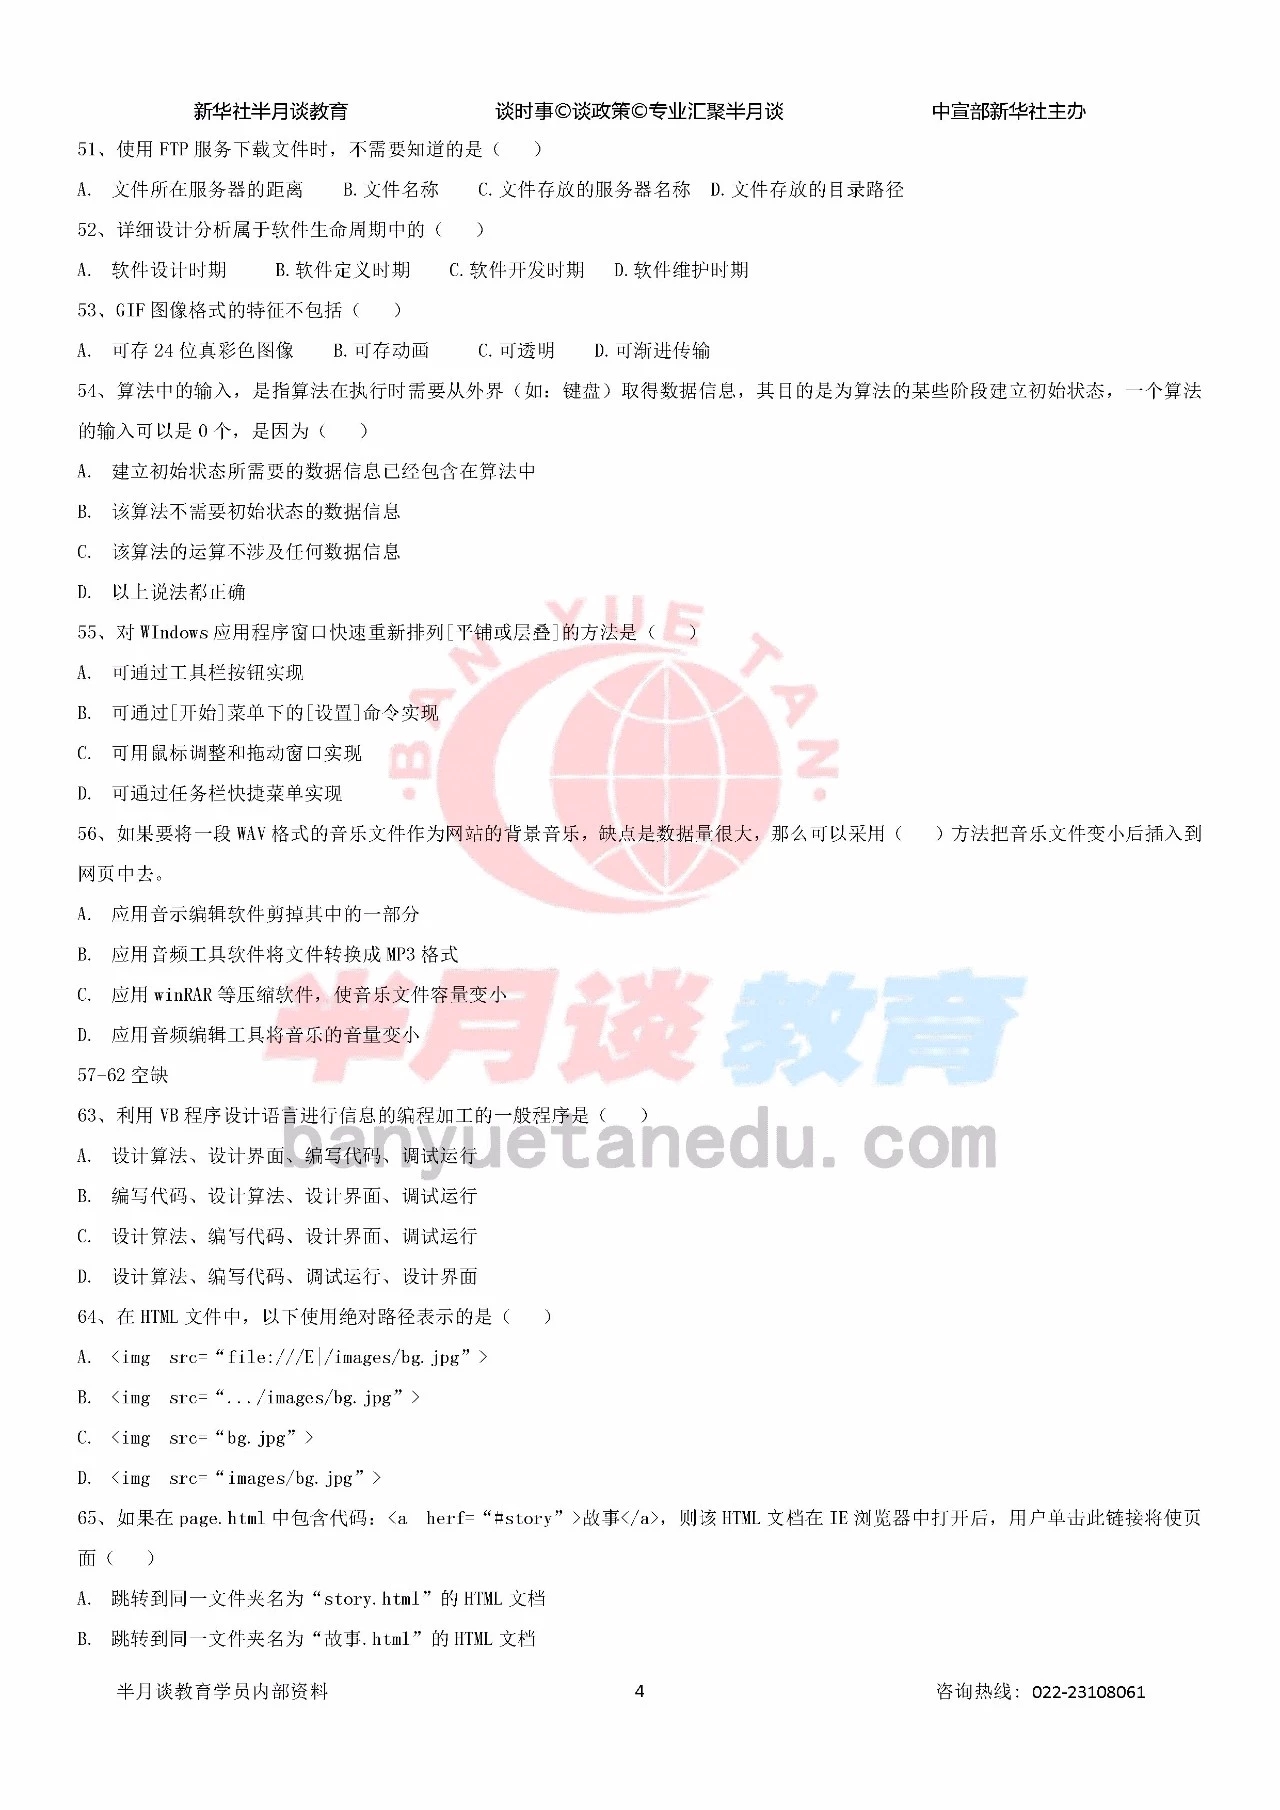 新华社半月谈教育 谈时事©谈政策©专业汇聚半月谈 中宣部新华社主办
51、使用 FTP 服务下载文件时，不需要知道的是（ ）
A. 文件所在服务器的距离 B.文件名称 C.文件存放的服务器名称 D.文件存放的目录路径
52、详细设计分析属于软件生命周期中的（ ）
A. 软件设计时期 B.软件定义时期 C.软件开发时期 D.软件维护时期
53、GIF 图像格式的特征不包括（ ）
A. 可存 24 位真彩色图像 B.可存动画 C.可透明 D.可渐进传输
54、算法中的输入，是指算法在执行时需要从外界（如：键盘）取得数据信息，其目的是为算法的某些阶段建立初始状态，一个算法
的输入可以是 0 个，是因为（ ）
A. 建立初始状态所需要的数据信息已经包含在算法中
B. 该算法不需要初始状态的数据信息
C. 该算法的运算不涉及任何数据信息
D. 以上说法都正确
55、对 WIndows 应用程序窗口快速重新排列[平铺或层叠]的方法是（ ）
A. 可通过工具栏按钮实现
B. 可通过[开始]菜单下的[设置]命令实现
C. 可用鼠标调整和拖动窗口实现
D. 可通过任务栏快捷菜单实现
56、如果要将一段 WAV 格式的音乐文件作为网站的背景音乐，缺点是数据量很大，那么可以采用（ ）方法把音乐文件变小后插入到
网页中去。
A. 应用音示编辑软件剪掉其中的一部分
B. 应用音频工具软件将文件转换成 MP3 格式
C. 应用 winRAR 等压缩软件，使音乐文件容量变小
D. 应用音频编辑工具将音乐的音量变小
57-62 空缺
63、利用 VB 程序设计语言进行信息的编程加工的一般程序是（ ）
A. 设计算法、设计界面、编写代码、调试运行
B. 编写代码、设计算法、设计界面、调试运行
C. 设计算法、编写代码、设计界面、调试运行
D. 设计算法、编写代码、调试运行、设计界面
64、在 HTML 文件中，以下使用绝对路径表示的是（ ）
A. <img src=“file:///E|/images/bg.jpg”>
B. <img src=“.../images/bg.jpg”>
C. <img src=“bg.jpg”>
D. <img src=“images/bg.jpg”>
65、如果在 page.html 中包含代码：<a herf=“#story”>故事</a>，则该 HTML 文档在 IE 浏览器中打开后，用户单击此链接将使页
面（ ）
A. 跳转到同一文件夹名为“story.html”的 HTML 文档
B. 跳转到同一文件夹名为“故事.html”的 HTML 文档
半月谈教育学员内部资料 4 咨询热线：022-23108061
BAN YUE TAN
半月谈教育
banyuetanedu.com